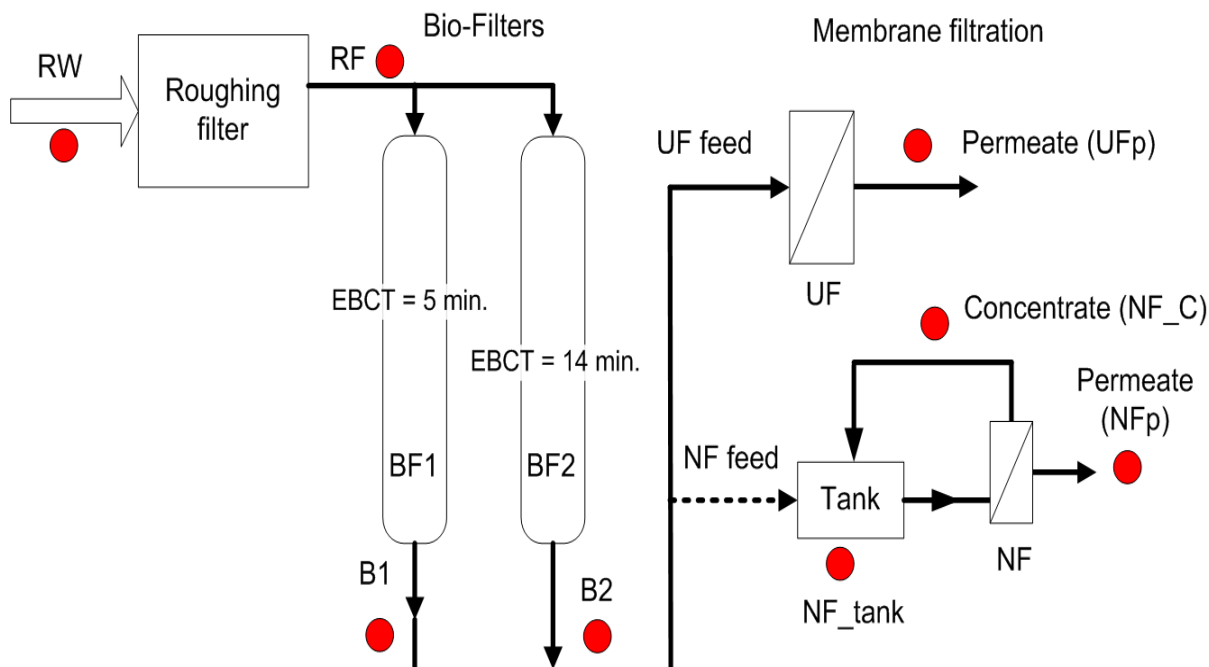 Bio-Filters
Membrane filtration
RW
RF
Roughing
filter
UF feed
Permeate (UFp)
UF
EBCT = 5 min.
EBCT = 14 min.
Concentrate (NF_C)
Permeate
(NFp)
BF1
BF2
NF feed
Tank
NF
B1
B2
NF_tank